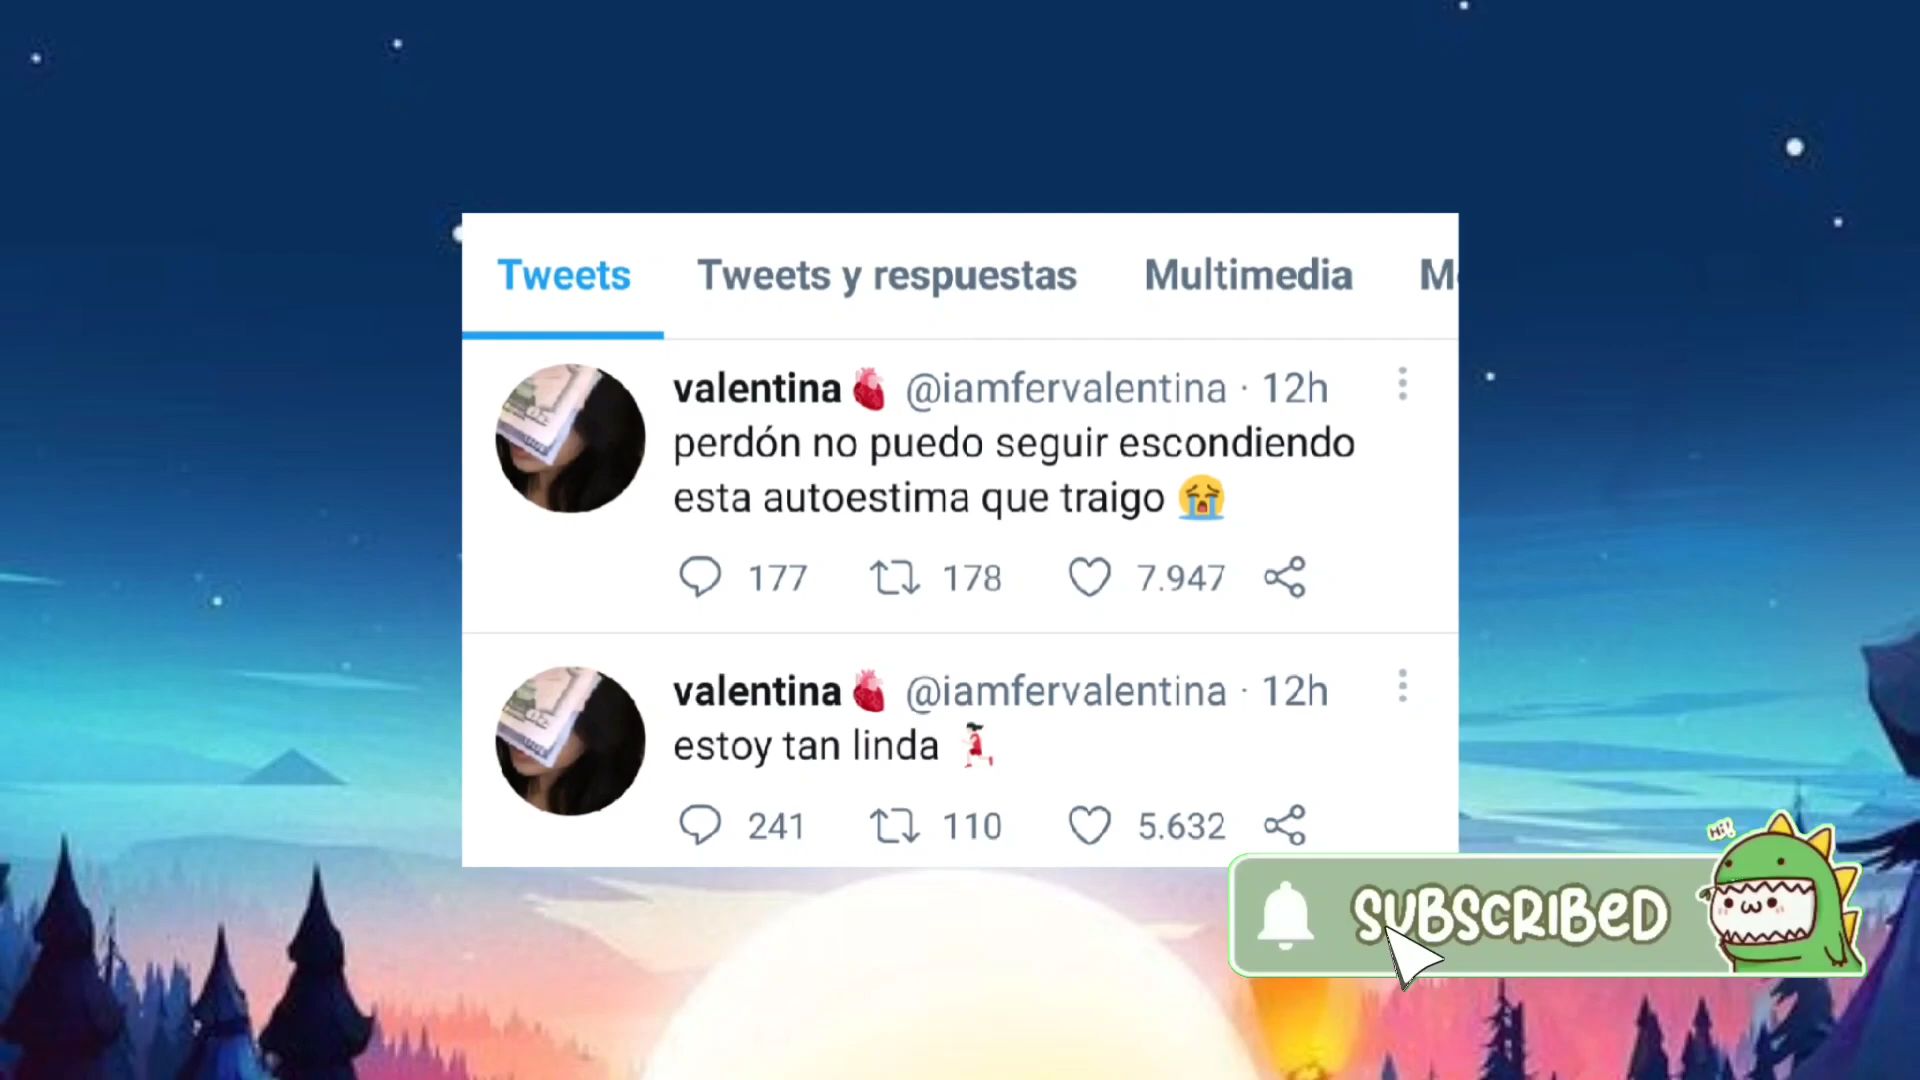 Tweets Tweets y respuestas Multimedia M
valentina🫀 @iamfervalentina · 12h
perdón no puedo seguir escondiendo
esta autoestima que traigo 😭
177 178 7.947
valentina🫀 @iamfervalentina · 12h
estoy tan linda 🏃🏻‍♀️
241 110 5.632
Hi!
SUBSCRIBED